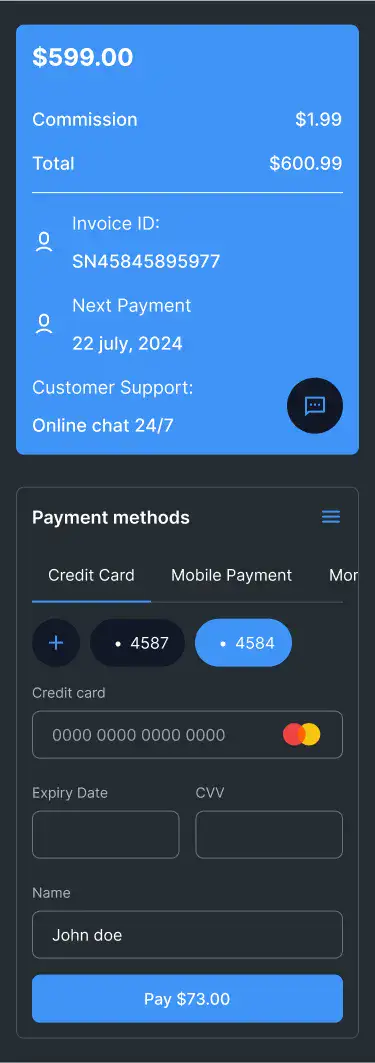 $599.00
Commission $1.99
Total $600.99
Invoice ID:
SN45845895977
Next Payment
22 july, 2024
Customer Support:
Online chat 24/7
Payment methods
Credit Card Mobile Payment Mor
• 4587 • 4584
Credit card
0000 0000 0000 0000
Expiry Date CVV
Name
John doe
Pay $73.00